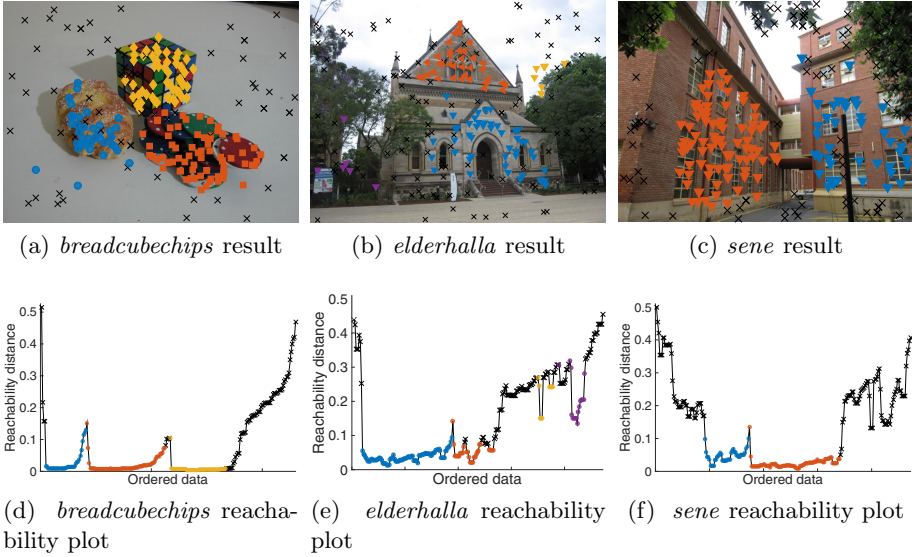 (a) breadcubechips result
(b) elderhalla result
(c) sene result
0.5
0.4
0.3
0.2
0.1
0
Reachability distance
Ordered data
0.5
0.4
0.3
0.2
0.1
0
Reachability distance
Ordered data
0.5
0.4
0.3
0.2
0.1
0
Reachability distance
Ordered data
(d) breadcubechips reacha-
bility plot
(e) elderhalla reachability
plot
(f) sene reachability plot